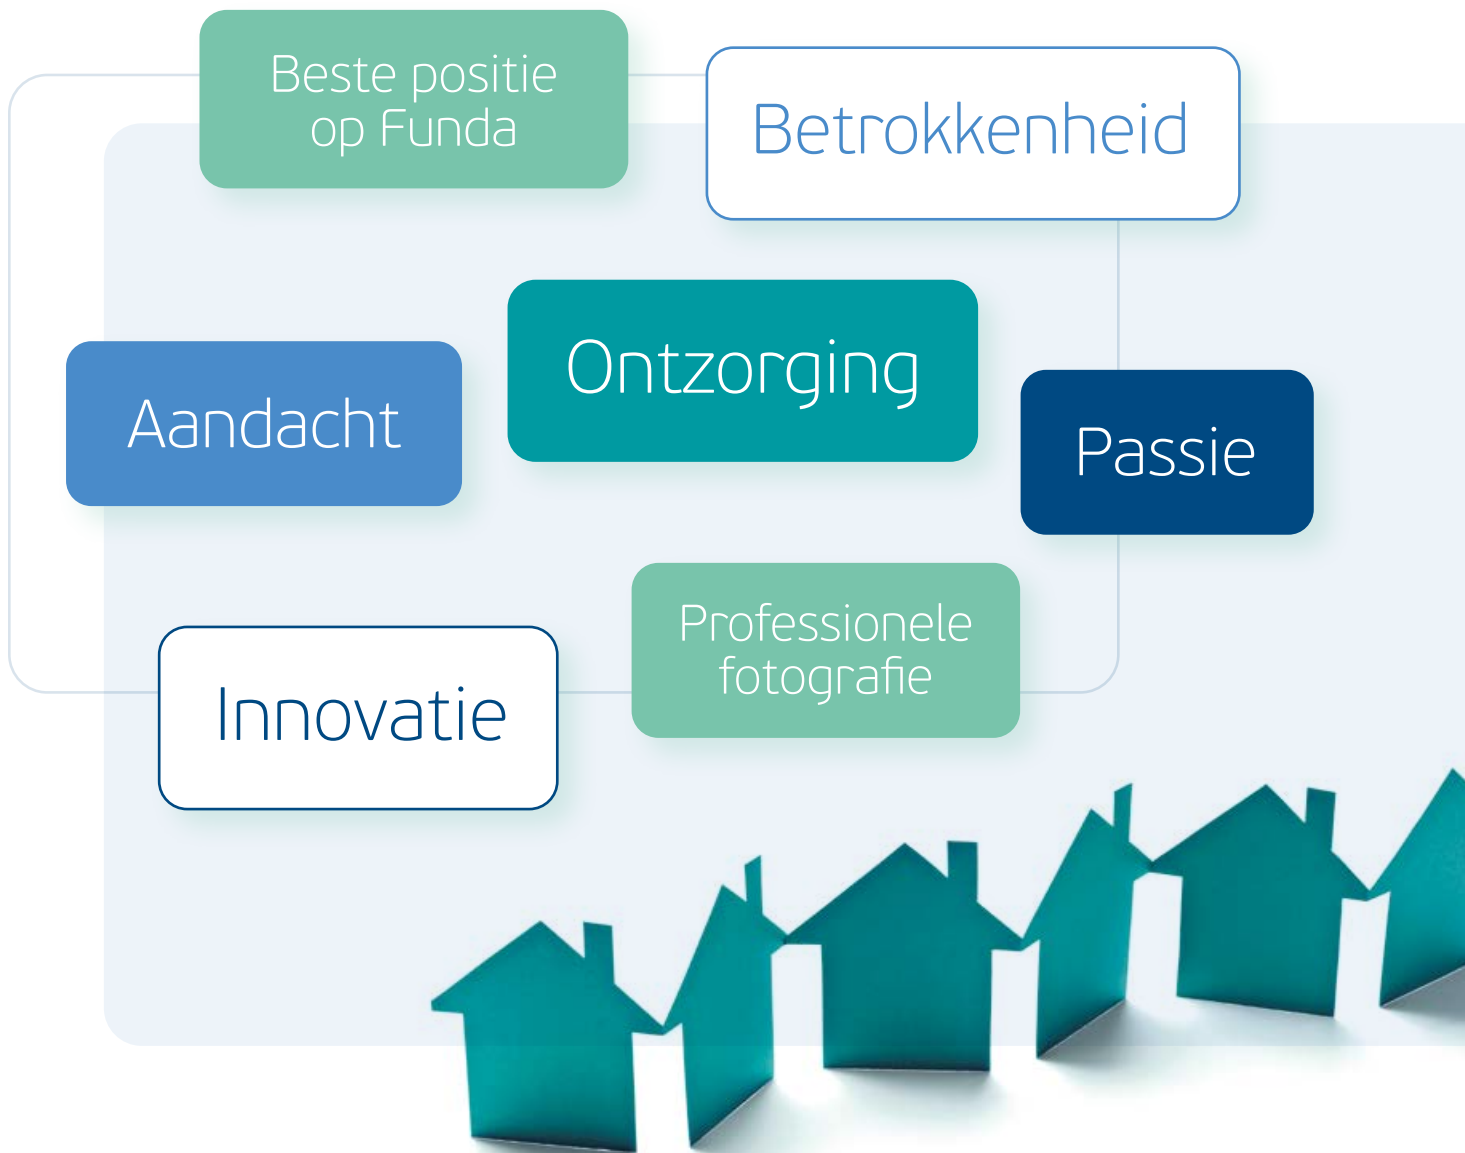 Beste positie
op Funda
Betrokkenheid
Ontzorging
Aandacht
Passie
Professionele
fotografie
Innovatie